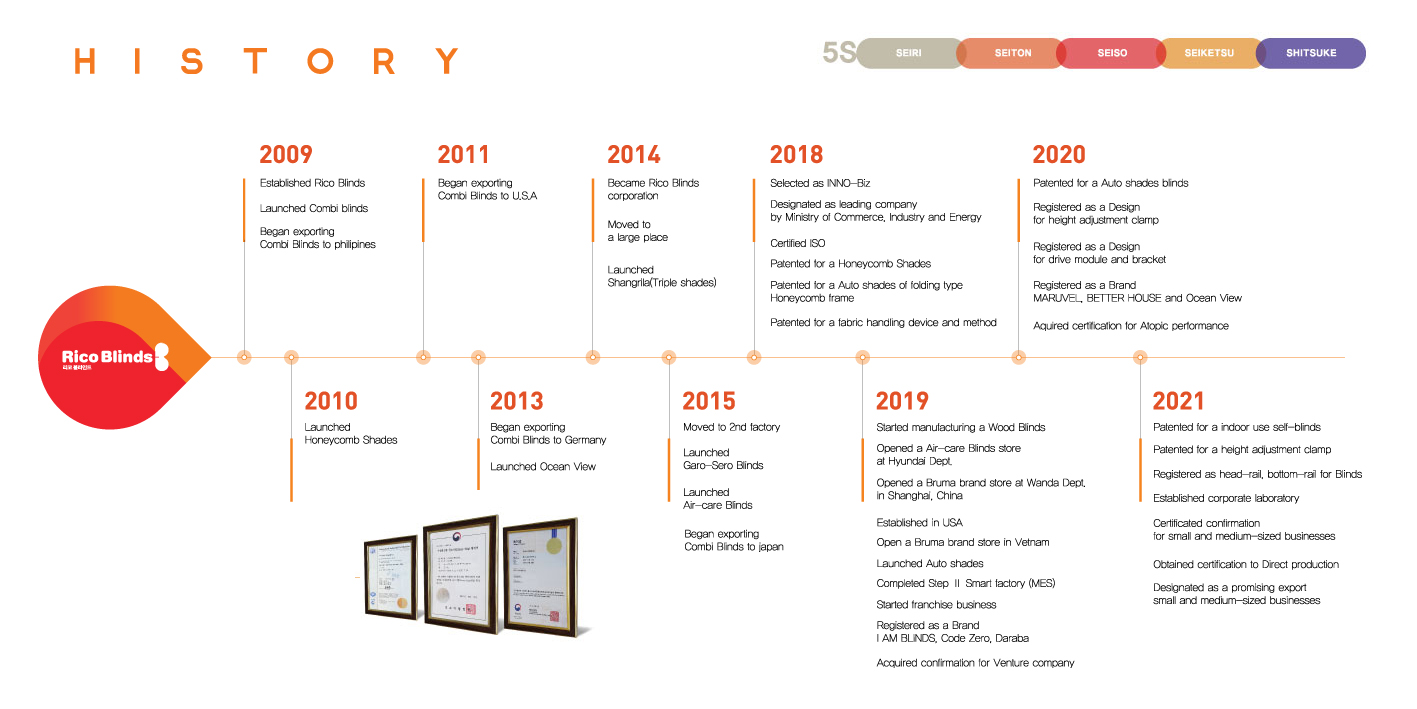 HISTORY
5S SEIRI SEITON SEISO SEIKETSU SHITSUKE
2009
Established Rico Blinds
Launched Combi blinds
Began exporting
Combi Blinds to philipines
2011
Began exporting
Combi Blinds to U.S.A
2014
Became Rico Blinds
corporation
Moved to
a large place
Launched
Shangrila(Triple shades)
2018
Selected as INNO-Biz
Designated as leading company
by Ministry of Commerce, Industry and Energy
Certified ISO
Patented for a Honeycomb Shades
Patented for a Auto shades of folding type
Honeycomb frame
Patented for a fabric handling device and method
2020
Patented for a Auto shades blinds
Registered as a Design
for height adjustment clamp
Registered as a Design
for drive module and bracket
Registered as a Brand
MARUVEL, BETTER HOUSE and Ocean View
Aquired certification for Atopic performance
Rico Blinds
리코 블라인드
2010
Launched
Honeycomb Shades
2013
Began exporting
Combi Blinds to Germany
Launched Ocean View
2015
Moved to 2nd factory
Launched
Garo-Sero Blinds
Launched
Air-care Blinds
Began exporting
Combi Blinds to japan
2019
Started manufacturing a Wood Blinds
Opened a Air-care Blinds store
at Hyundai Dept.
Opened a Bruma brand store at Wanda Dept.
in Shanghai, China
Established in USA
Open a Bruma brand store in Vetnam
Launched Auto shades
Completed Step II Smart factory (MES)
Started franchise business
Registered as a Brand
I AM BLINDS, Code Zero, Daraba
Acquired confirmation for Venture company
2021
Patented for a indoor use self-blinds
Patented for a height adjustment clamp
Registered as head-rail, bottom-rail for Blinds
Established corporate laboratory
Certificated confirmation
for small and medium-sized businesses
Obtained certification to Direct production
Designated as a promising export
small and medium-sized businesses